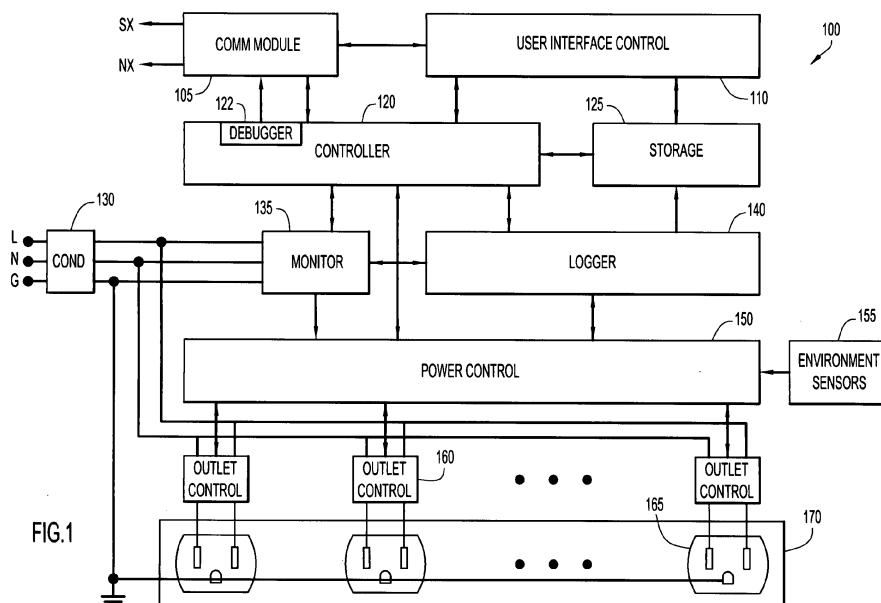 SX
COMM MODULE
USER INTERFACE CONTROL
100
NX
105
110
122
120
125
DEBUGGER
CONTROLLER
STORAGE
130
135
140
L
N
G
COND
MONITOR
LOGGER
150
155
POWER CONTROL
ENVIRONMENT
SENSORS
OUTLET
CONTROL
OUTLET
CONTROL
160
OUTLET
CONTROL
165
170
FIG.1